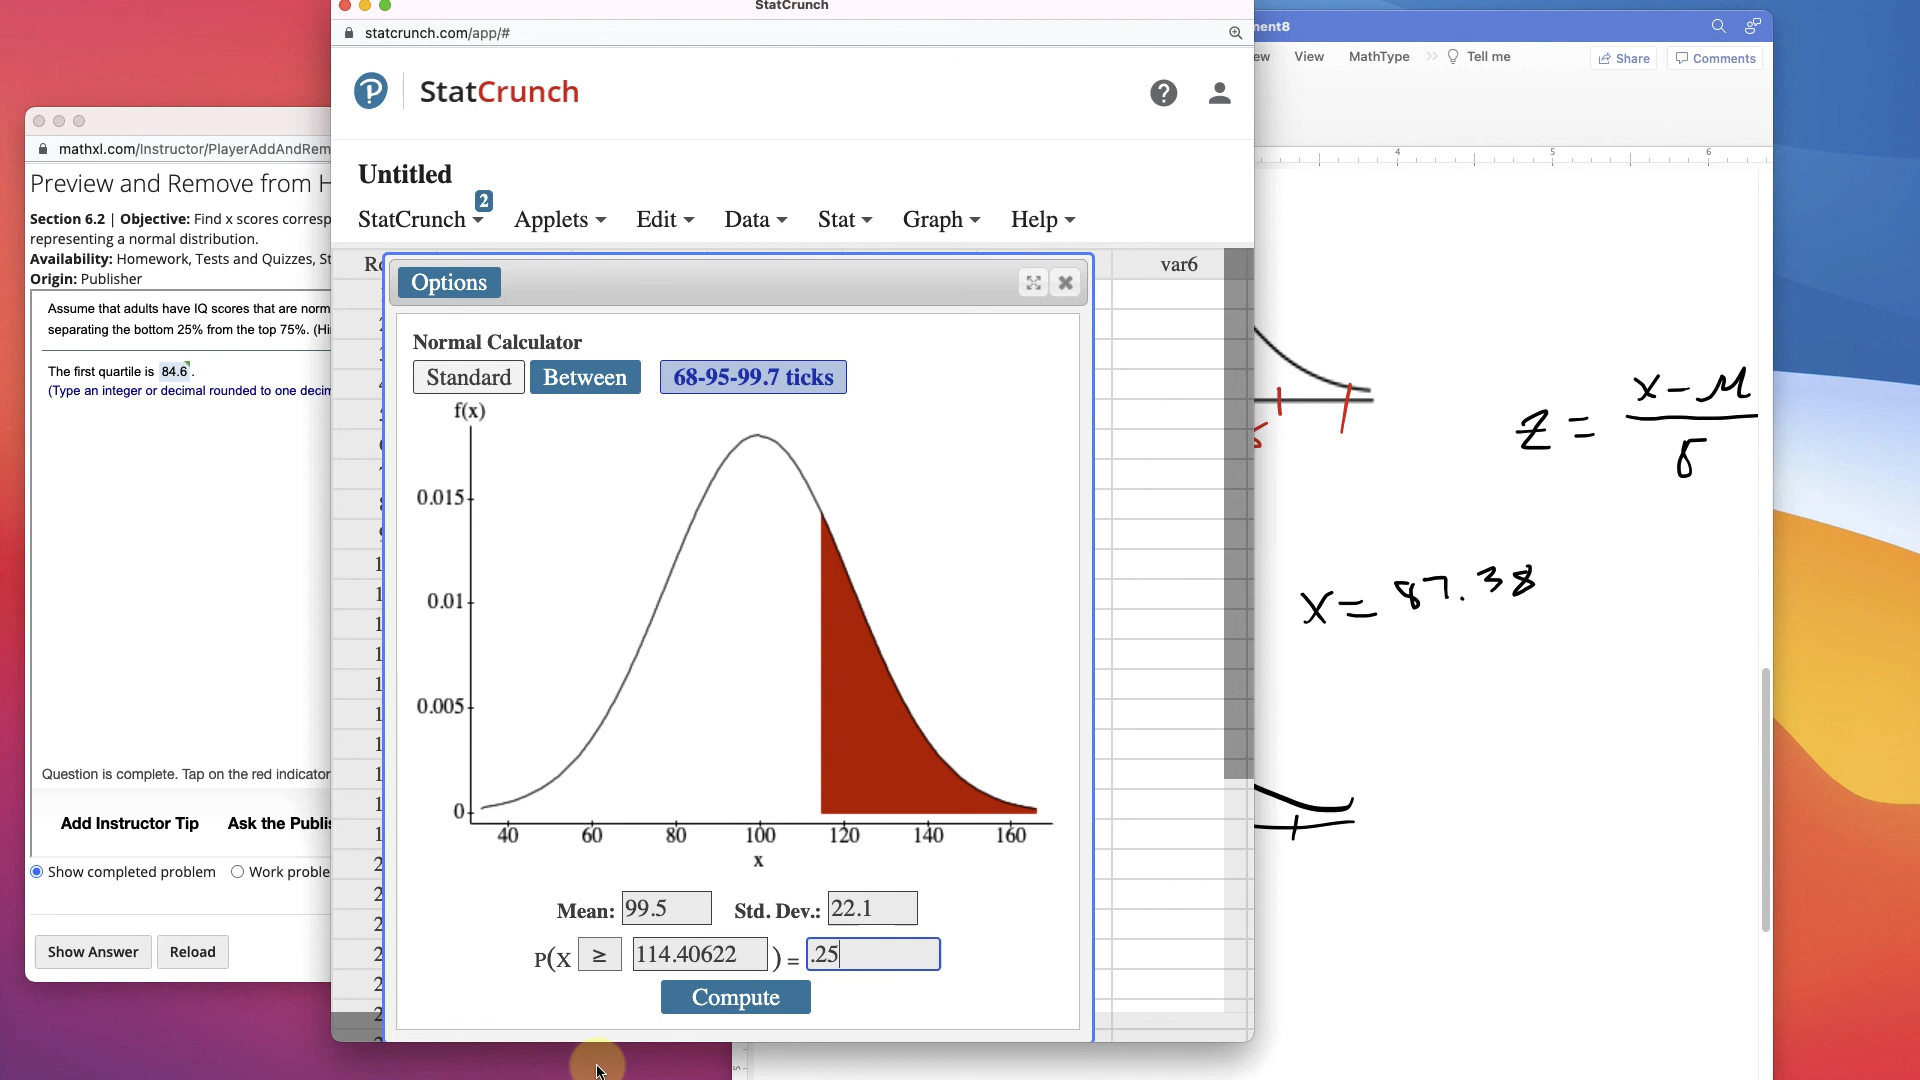 StatCrunch
statcrunch.com/app/#
StatCrunch
Untitled
2
StatCrunch Applets Edit Data Stat Graph Help
var6
Options
Normal Calculator
Standard Between 68-95-99.7 ticks
f(x)
0.015
0.01
0.005
0
40 60 80 100 120 140 160
x
Mean: 99.5 Std. Dev.: 22.1
P(X ≥ 114.40622 ) = .25
Compute
mathxl.com/Instructor/PlayerAddAndRem
Preview and Remove from H
Section 6.2 | Objective: Find x scores corresp
representing a normal distribution.
Availability: Homework, Tests and Quizzes, St
Origin: Publisher
Assume that adults have IQ scores that are norm
separating the bottom 25% from the top 75%. (Hi
The first quartile is 84.6 .
(Type an integer or decimal rounded to one decim
Question is complete. Tap on the red indicator
Add Instructor Tip Ask the Publis
Show completed problem Work proble
Show Answer Reload
ment8
ew View MathType Tell me Share Comments
4 5 6
z = x-μ
σ
x = 87.38